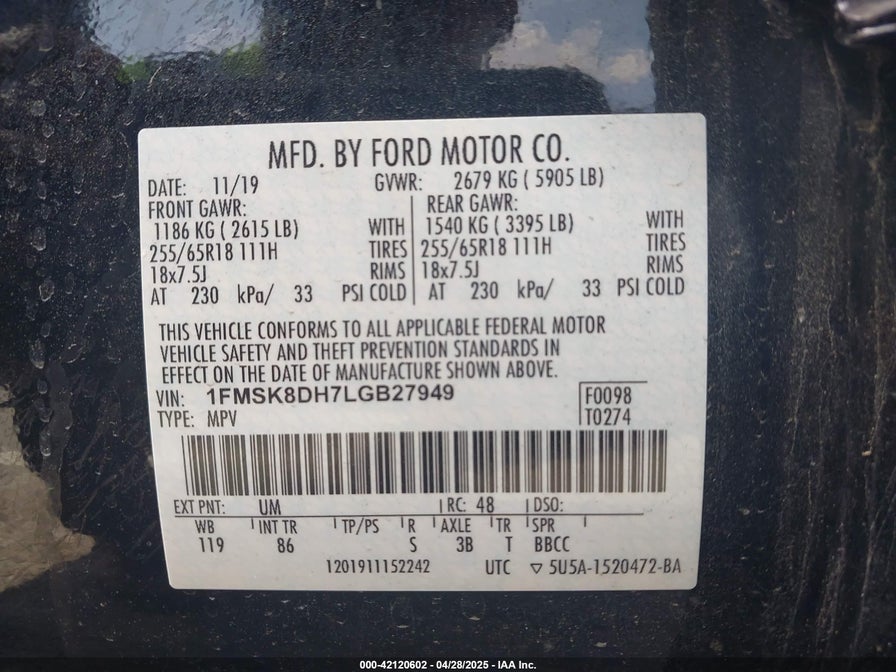 MFD. BY FORD MOTOR CO.
DATE: 11/19 GVWR: 2679 KG ( 5905 LB)
FRONT GAWR: REAR GAWR:
1186 KG ( 2615 LB) WITH 1540 KG ( 3395 LB) WITH
255/65R18 111H TIRES 255/65R18 111H TIRES
18x7.5J RIMS 18x7.5J RIMS
AT 230 kPa/ 33 PSI COLD AT 230 kPa/ 33 PSI COLD
THIS VEHICLE CONFORMS TO ALL APPLICABLE FEDERAL MOTOR
VEHICLE SAFETY AND THEFT PREVENTION STANDARDS IN
EFFECT ON THE DATE OF MANUFACTURE SHOWN ABOVE.
VIN: 1FMSK8DH7LGB27949 F0098
TYPE: MPV T0274
EXT PNT: UM RC: 48 DSO:
WB INT TR TP/PS R AXLE TR SPR
119 86 S 3B T BBCC
1201911152242 UTC ▽ 5U5A-1520472-BA
000-42120602 - 04/28/2025 - IAA Inc.